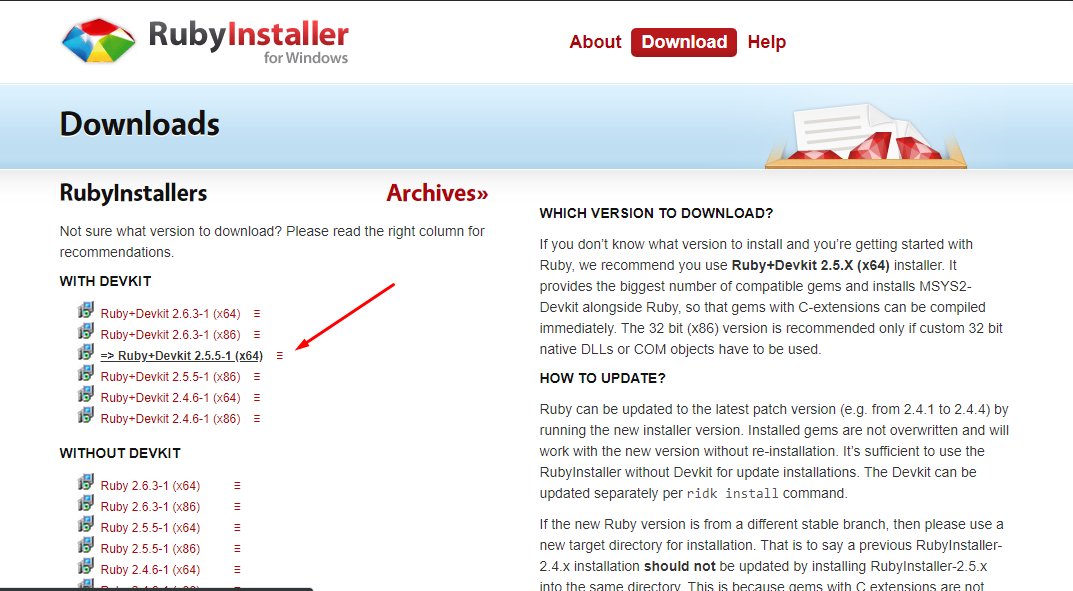 RubyInstaller
for Windows
About Download Help
Downloads
RubyInstallers
Archives»
Not sure what version to download? Please read the right column for
recommendations.
WITH DEVKIT
Ruby+Devkit 2.6.3-1 (x64)
Ruby+Devkit 2.6.3-1 (x86)
=> Ruby+Devkit 2.5.5-1 (x64)
Ruby+Devkit 2.5.5-1 (x86)
Ruby+Devkit 2.4.6-1 (x64)
Ruby+Devkit 2.4.6-1 (x86)
WITHOUT DEVKIT
Ruby 2.6.3-1 (x64)
Ruby 2.6.3-1 (x86)
Ruby 2.5.5-1 (x64)
Ruby 2.5.5-1 (x86)
Ruby 2.4.6-1 (x64)
WHICH VERSION TO DOWNLOAD?
If you don’t know what version to install and you’re getting started with
Ruby, we recommend you use Ruby+Devkit 2.5.X (x64) installer. It
provides the biggest number of compatible gems and installs MSYS2-
Devkit alongside Ruby, so that gems with C-extensions can be compiled
immediately. The 32 bit (x86) version is recommended only if custom 32 bit
native DLLs or COM objects have to be used.
HOW TO UPDATE?
Ruby can be updated to the latest patch version (e.g. from 2.4.1 to 2.4.4) by
running the new installer version. Installed gems are not overwritten and will
work with the new version without re-installation. It’s sufficient to use the
RubyInstaller without Devkit for update installations. The Devkit can be
updated separately per ridk install command.
If the new Ruby version is from a different stable branch, then please use a
new target directory for installation. That is to say a previous RubyInstaller-
2.4.x installation should not be updated by installing RubyInstaller-2.5.x
into the same directory. This is because gems with C extensions are not